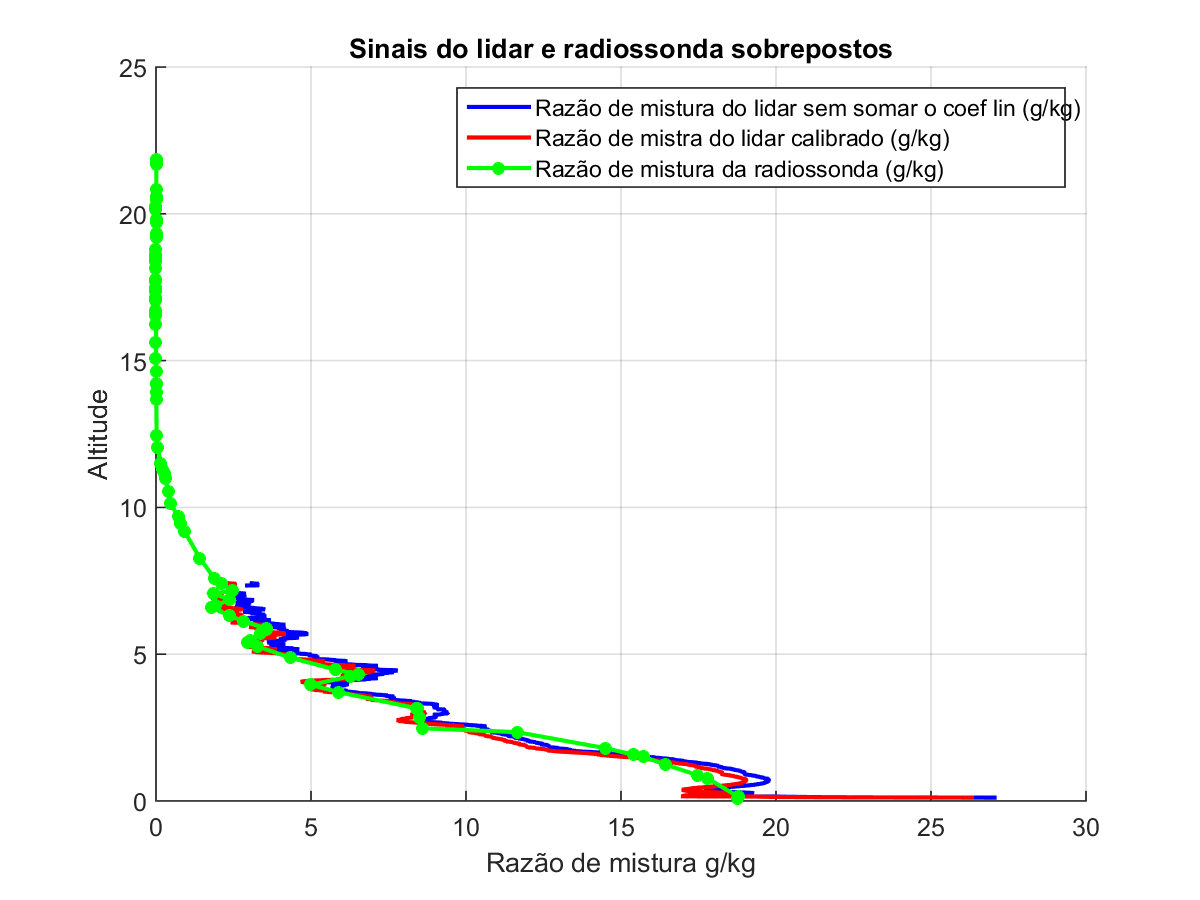 Sinais do lidar e radiossonda sobrepostos
25
Razão de mistura do lidar sem somar o coef lin (g/kg)
Razão de mistra do lidar calibrado (g/kg)
Razão de mistura da radiossonda (g/kg)
20
15
Altitude
10
5
0
0 5 10 15 20 25 30
Razão de mistura g/kg